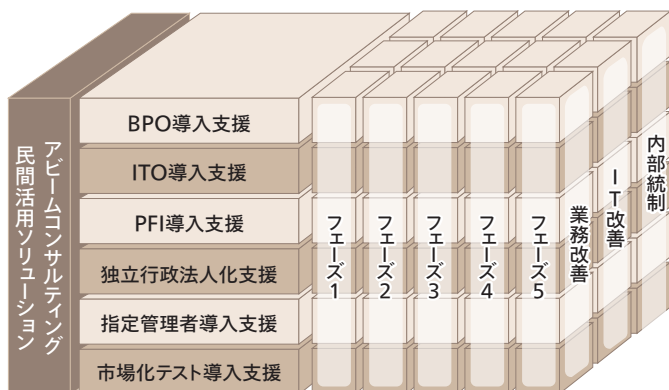 アビームコンサルティング
民間活用ソリューション
BPO導入支援
ITO導入支援
PFI導入支援
独立行政法人化支援
指定管理者導入支援
市場化テスト導入支援
フェーズ1
フェーズ2
フェーズ3
フェーズ4
フェーズ5
業務改善
IT改善
内部統制